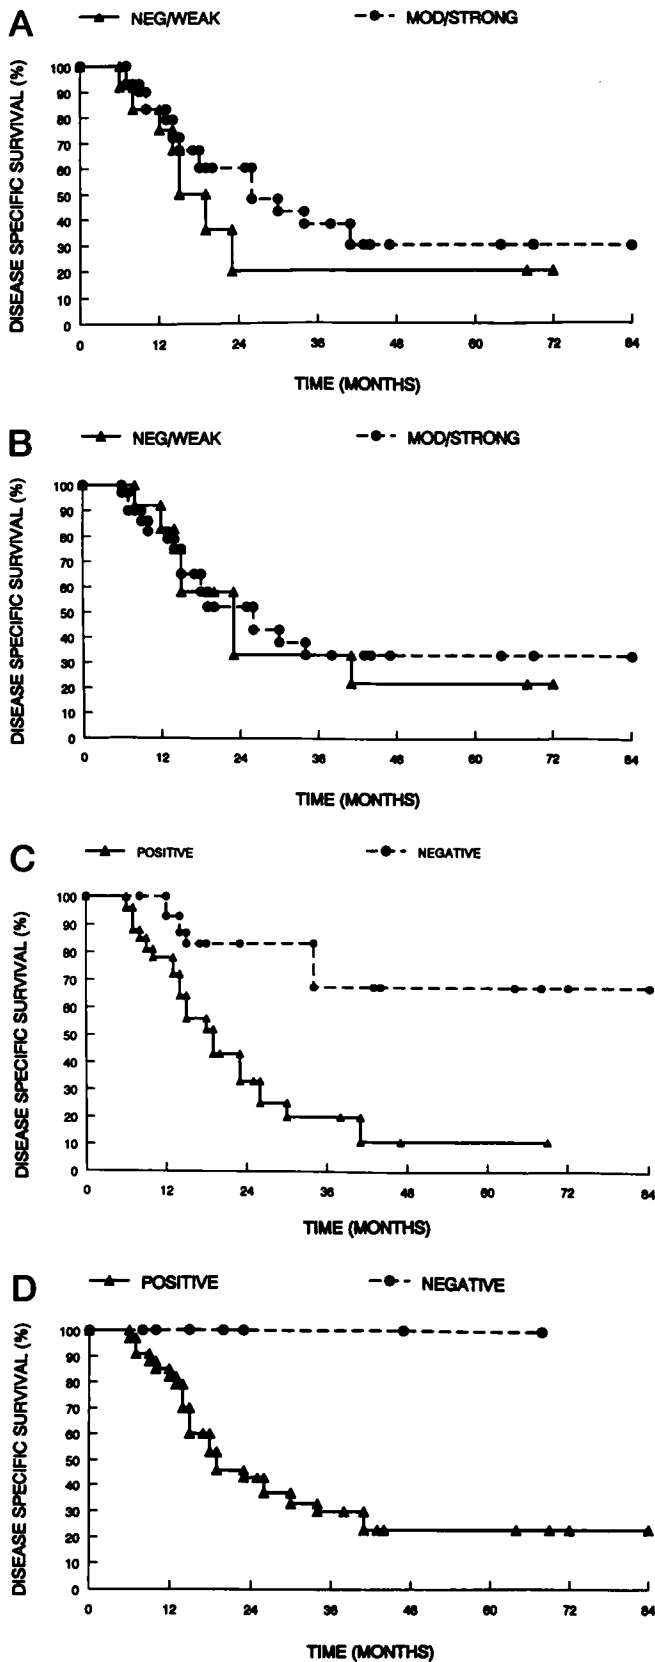 A
NEG/WEAK MOD/STRONG
DISEASE SPECIFIC SURVIVAL (%)
100
90
80
70
60
50
40
30
20
10
0
0 12 24 36 48 60 72 84
TIME (MONTHS)
B
NEG/WEAK MOD/STRONG
DISEASE SPECIFIC SURVIVAL (%)
100
90
80
70
60
50
40
30
20
10
0
0 12 24 36 48 60 72 84
TIME (MONTHS)
C
POSITIVE NEGATIVE
DISEASE SPECIFIC SURVIVAL (%)
100
90
80
70
60
50
40
30
20
10
0
0 12 24 36 48 60 72 84
TIME (MONTHS)
D
POSITIVE NEGATIVE
DISEASE SPECIFIC SURVIVAL (%)
100
90
80
70
60
50
40
30
20
10
0
0 12 24 36 48 60 72 84
TIME (MONTHS)